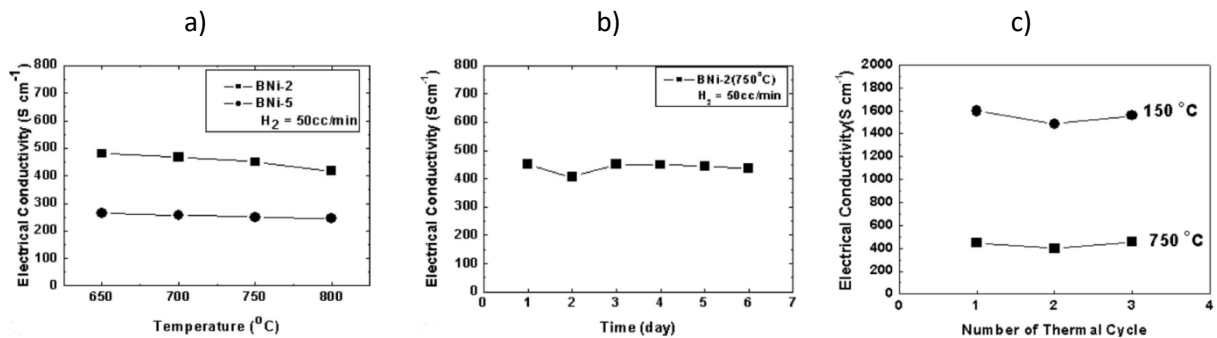 a)
Electrical Conductivity (S cm-1)
800
700
600
500
400
300
200
100
0
BNi-2
BNi-5
H2 = 50cc/min
650 700 750 800
Temperature (oC)
b)
Electrical Conductivity (Scm-1)
800
700
600
500
400
300
200
100
0
BNi-2(750oC)
H2 = 50cc/min
0 1 2 3 4 5 6 7
Time (day)
c)
Electrical Conductivity(S cm-1)
2000
1800
1600
1400
1200
1000
800
600
400
200
0
150 °C
750 °C
0 1 2 3 4
Number of Thermal Cycle